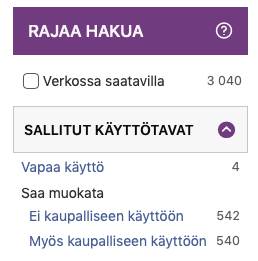 RAJAA HAKUA
Verkossa saatavilla 3 040
SALLITUT KÄYTTÖTAVAT
Vapaa käyttö 4
Saa muokata
Ei kaupalliseen käyttöön 542
Myös kaupalliseen käyttöön 540